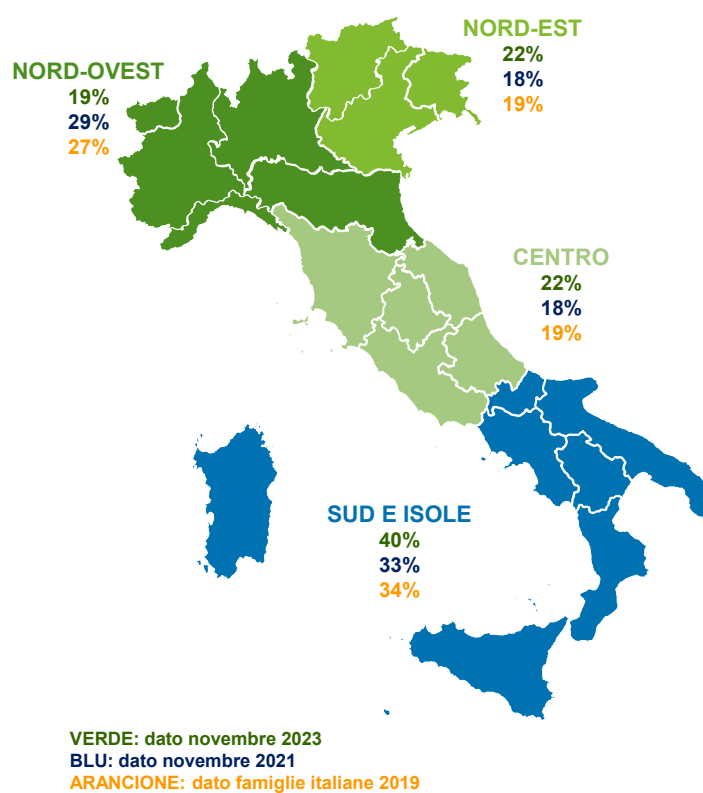 NORD-EST
22%
18%
19%
NORD-OVEST
19%
29%
27%
CENTRO
22%
18%
19%
SUD E ISOLE
40%
33%
34%
VERDE: dato novembre 2023
BLU: dato novembre 2021
ARANCIONE: dato famiglie italiane 2019